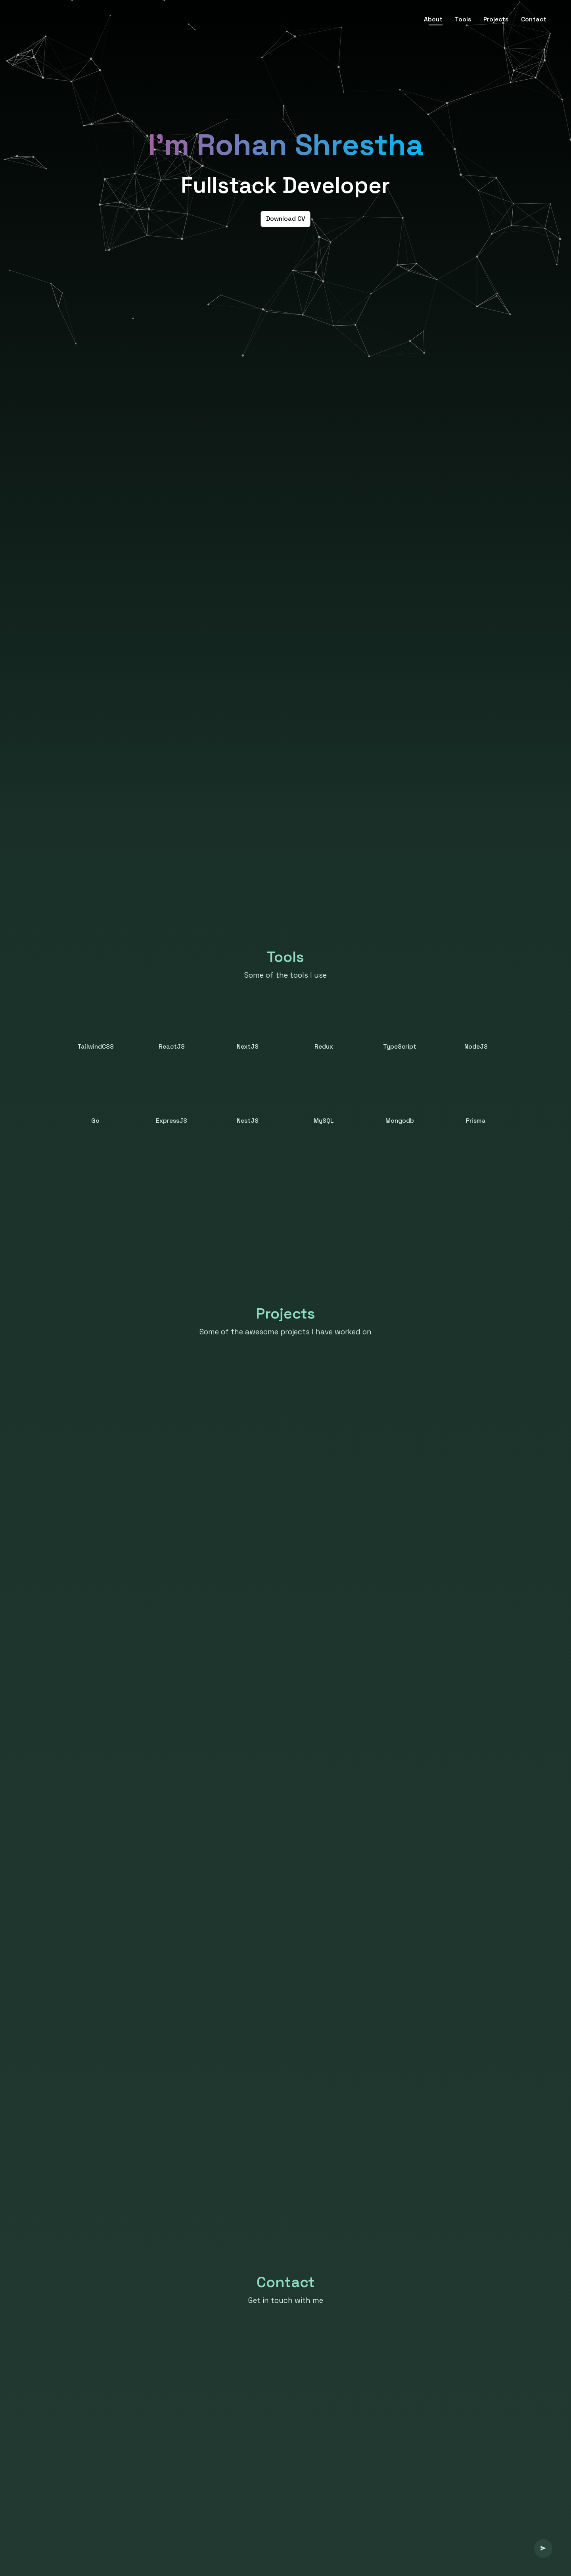 About Tools Projects Contact
I'm Rohan Shrestha
Fullstack Developer
Download CV
Tools
Some of the tools I use
TailwindCSS ReactJS NextJS Redux TypeScript NodeJS
Go ExpressJS NestJS MySQL Mongodb Prisma
Projects
Some of the awesome projects I have worked on
Contact
Get in touch with me